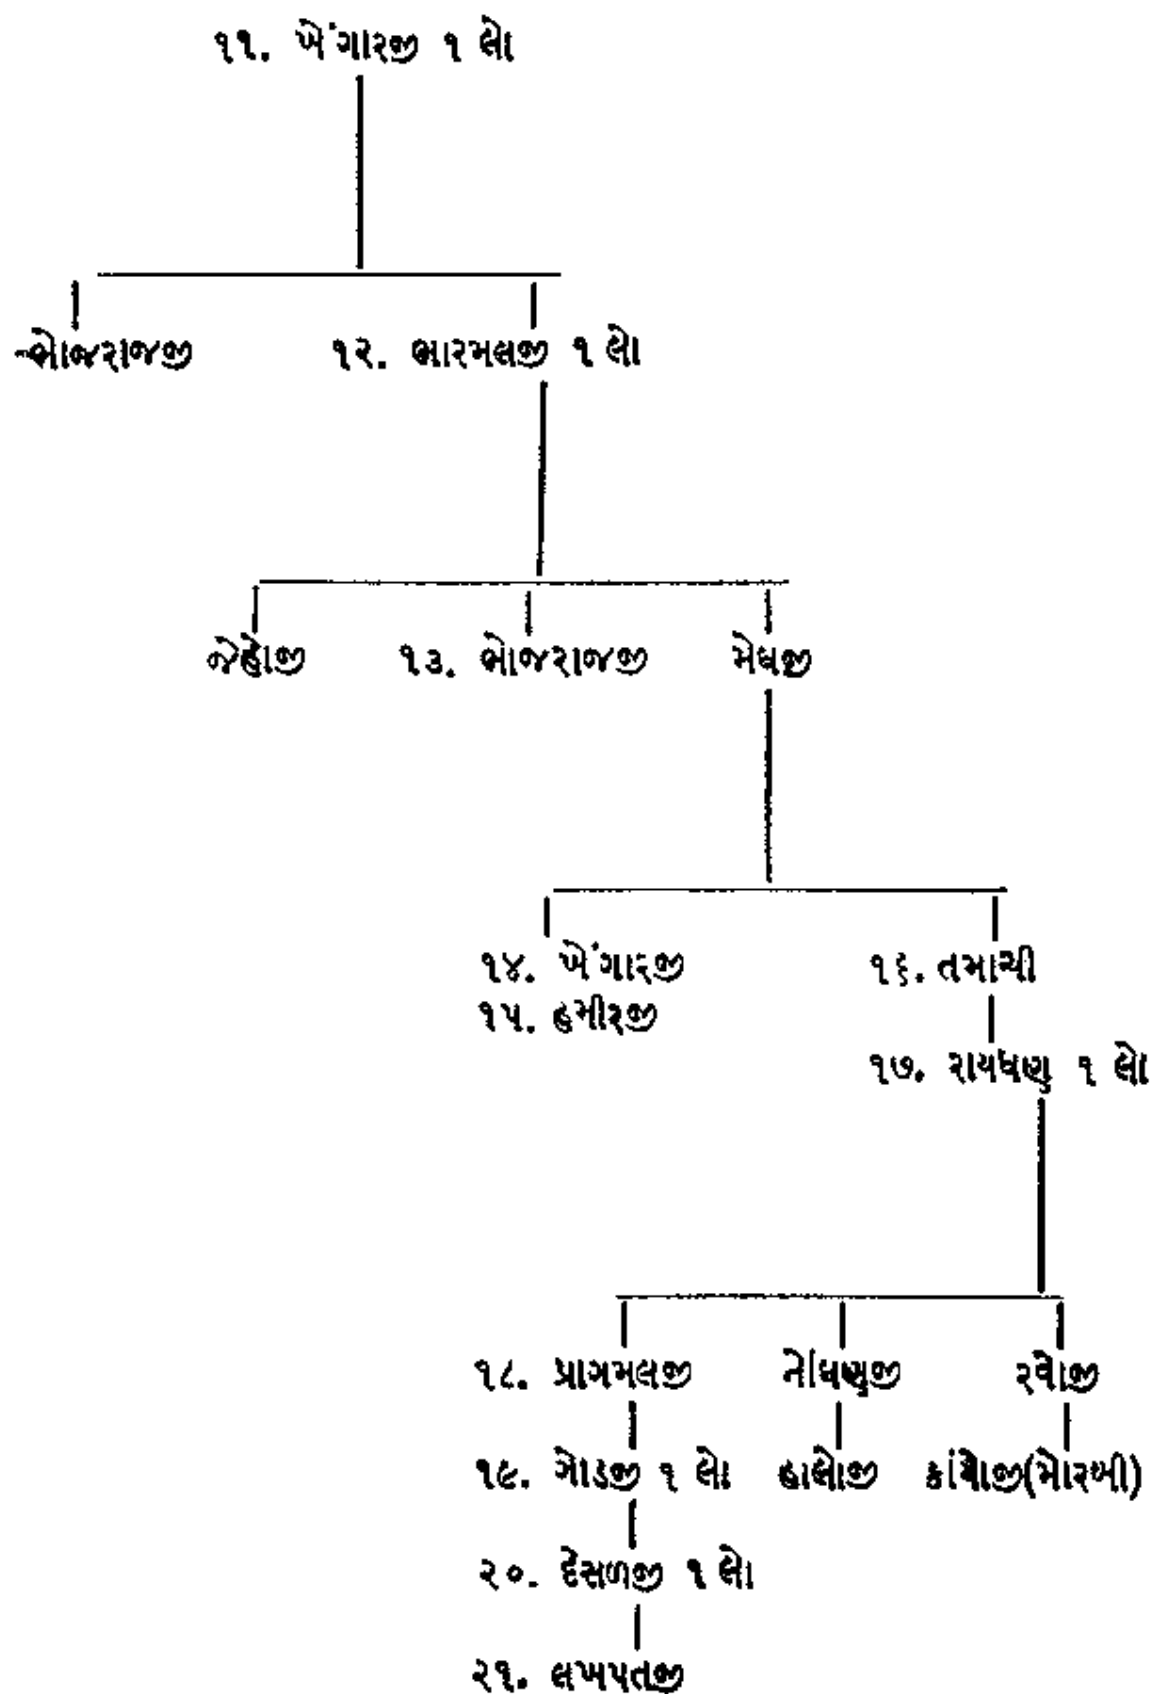 ૧૧. ખેંગારજી ૧ લો
ભોજરાજજી ૧૨. ભારમલજી ૧ લો
જેહોજી ૧૩. ભોજરાજજી મેઘજી
૧૪. ખેંગારજી ૧૬. તમાચી
૧૫. હમીરજી
૧૭. રાયધણ ૧ લો
૧૮. પ્રાગમલજી નોંધણજી રવોજી
૧૯. ગોડજી ૧ લો હાલોજી કાંયોજી(મોરબી)
૨૦. દેસળજી ૧ લો
૨૧. લખપતજી